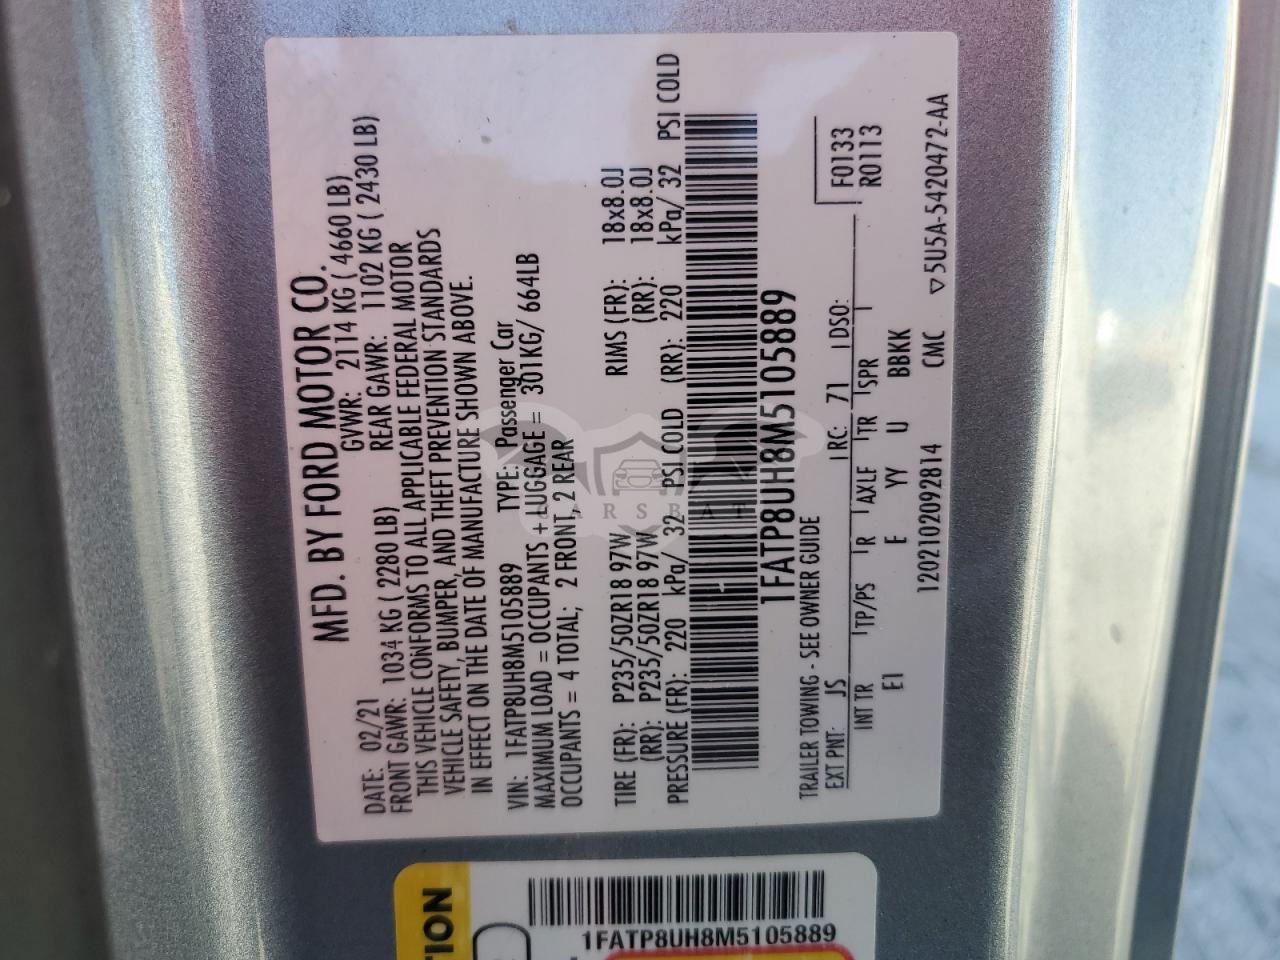 MFD. BY FORD MOTOR CO.
DATE: 02/21 GVWR: 2114 KG ( 4660 LB)
FRONT GAWR: 1034 KG ( 2280 LB) REAR GAWR: 1102 KG ( 2430 LB)
THIS VEHICLE CONFORMS TO ALL APPLICABLE FEDERAL MOTOR
VEHICLE SAFETY, BUMPER, AND THEFT PREVENTION STANDARDS
IN EFFECT ON THE DATE OF MANUFACTURE SHOWN ABOVE.
VIN: 1FATP8UH8M5105889 TYPE: Passenger Car
MAXIMUM LOAD = OCCUPANTS + LUGGAGE = 301KG/ 664LB
OCCUPANTS = 4 TOTAL; 2 FRONT, 2 REAR
TIRE (FR): P235/50ZR18 97W RIMS (FR): 18x8.0J
(RR): P235/50ZR18 97W (RR): 18x8.0J
PRESSURE (FR): 220 kPa/ 32 PSI COLD (RR): 220 kPa/ 32 PSI COLD
1FATP8UH8M5105889
TRAILER TOWING - SEE OWNER GUIDE
EXT PNT: JS RC: 71 DSO: F0133
R0113
INT TR TP/PS R AXLE TR SPR
EI E YY U BBKK
12021020928​14 CMC ▽5U5A-5420472-AA
CARSBAT
TION
1FATP8UH8M5105889